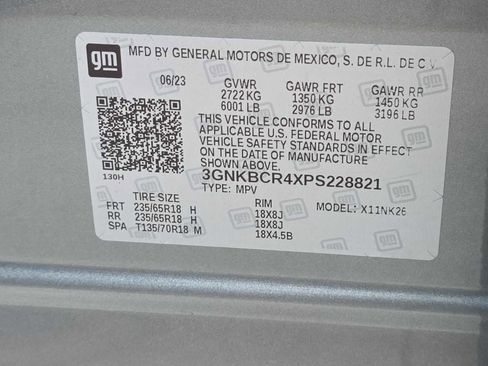 gm
MFD BY GENERAL MOTORS DE MEXICO, S. DE R.L. DE C.V.
06/23 GVWR GAWR FRT GAWR RR
2722 KG 1350 KG 1450 KG
6001 LB 2976 LB 3196 LB
THIS VEHICLE CONFORMS TO ALL
APPLICABLE U.S. FEDERAL MOTOR
VEHICLE SAFETY STANDARDS IN EFFECT
ON THE DATE OF MANUFACTURE SHOWN ABOVE.
130H 3GNKBCR4XPS228821
TYPE: MPV MODEL: X11NK26
TIRE SIZE RIM
FRT 235/65R18 H 18X8J
RR 235/65R18 H 18X8J
SPA T135/70R18 M 18X4.5B